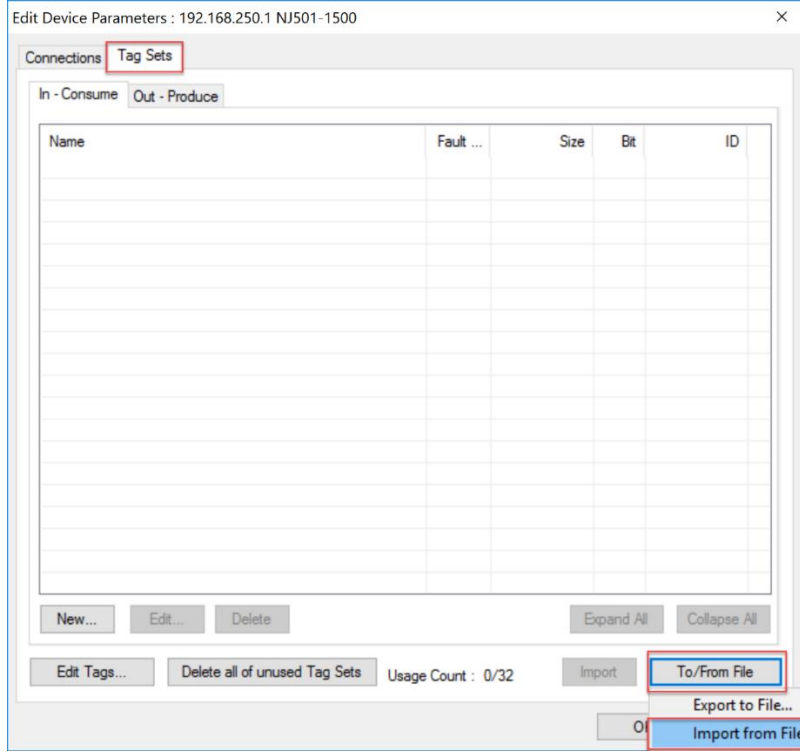 Edit Device Parameters : 192.168.250.1 NJ501-1500
Connections Tag Sets
In - Consume Out - Produce
Name Fault ... Size Bit ID
New... Edit... Delete Expand All Collapse All
Edit Tags... Delete all of unused Tag Sets Usage Count : 0/32 Import To/From File
Export to File...
Import from File